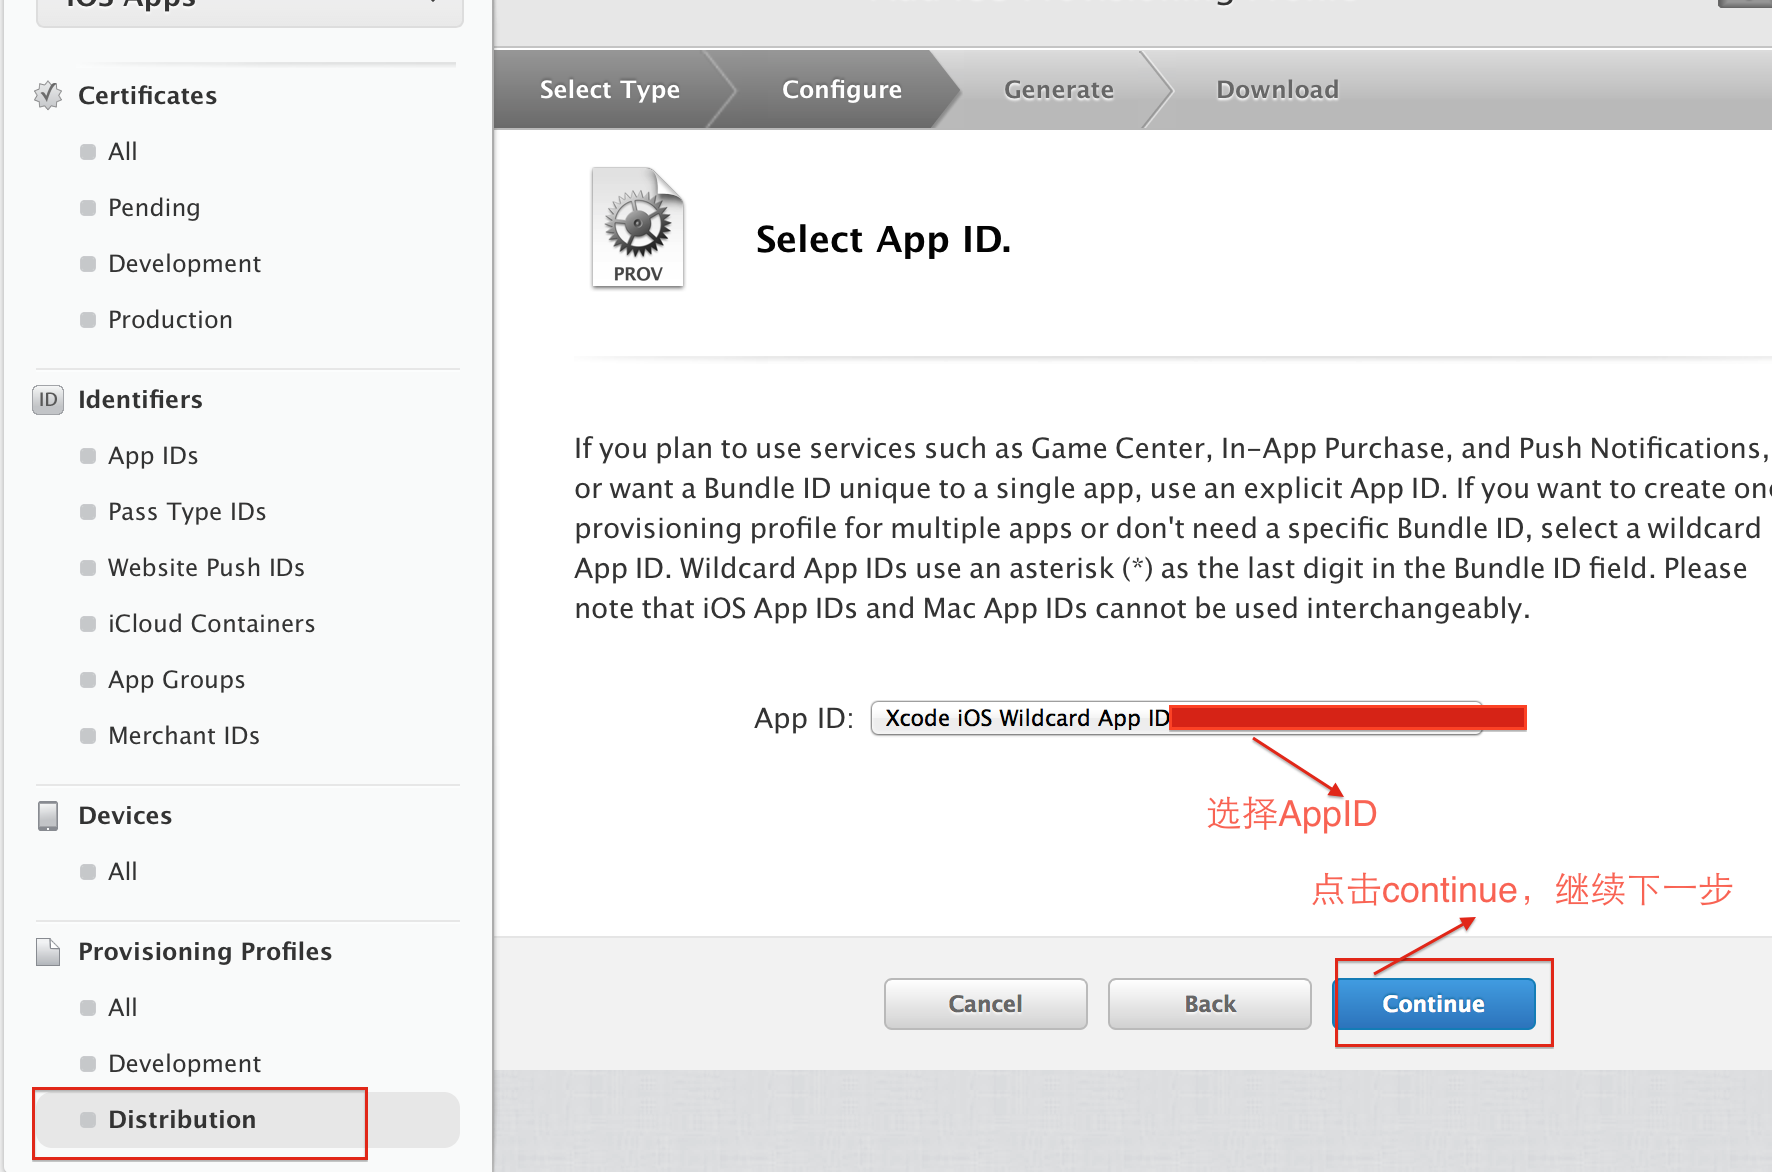 iOS Apps
Certificates
All
Pending
Development
Production
ID
Identifiers
App IDs
Pass Type IDs
Website Push IDs
iCloud Containers
App Groups
Merchant IDs
Devices
All
Provisioning Profiles
All
Development
Distribution
Select Type
Configure
Generate
Download
PROV
Select App ID.
If you plan to use services such as Game Center, In-App Purchase, and Push Notifications,
or want a Bundle ID unique to a single app, use an explicit App ID. If you want to create one
provisioning profile for multiple apps or don't need a specific Bundle ID, select a wildcard
App ID. Wildcard App IDs use an asterisk (*) as the last digit in the Bundle ID field. Please
note that iOS App IDs and Mac App IDs cannot be used interchangeably.
App ID: Xcode iOS Wildcard App ID
选择AppID
点击continue，继续下一步
Cancel
Back
Continue